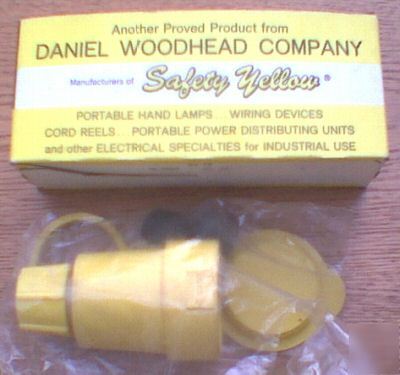 Another Proved Product from
DANIEL WOODHEAD COMPANY
Manufacturers of Safety Yellow ®
PORTABLE HAND LAMPS... WIRING DEVICES
CORD REELS... PORTABLE POWER DISTRIBUTING UNITS
and other ELECTRICAL SPECIALTIES for INDUSTRIAL USE